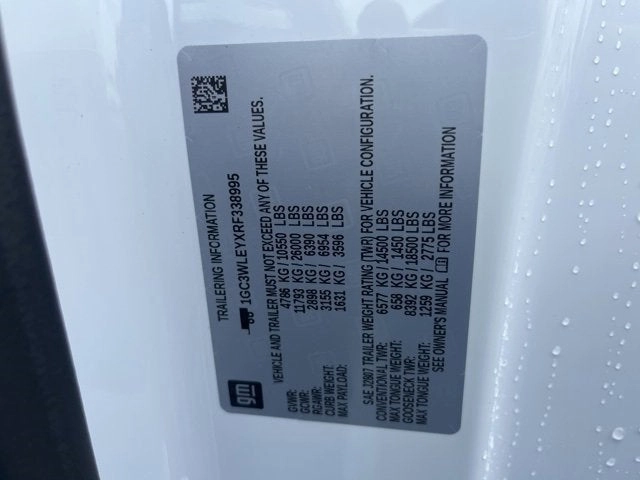 gm
TRAILERING INFORMATION
1GC3WLEYXRF338995
VEHICLE AND TRAILER MUST NOT EXCEED ANY OF THESE VALUES.
GVWR: 4786 KG / 10550 LBS
GCWR: 11793 KG / 26000 LBS
RGAWR: 2898 KG / 6390 LBS
CURB WEIGHT: 3155 KG / 6954 LBS
MAX PAYLOAD: 1631 KG / 3596 LBS
SAE J2807 TRAILER WEIGHT RATING (TWR) FOR VEHICLE CONFIGURATION.
CONVENTIONAL TWR: 6577 KG / 14500 LBS
MAX TONGUE WEIGHT: 658 KG / 1450 LBS
GOOSENECK TWR: 8392 KG / 18500 LBS
MAX TONGUE WEIGHT: 1259 KG / 2775 LBS
SEE OWNER'S MANUAL FOR MORE INFORMATION